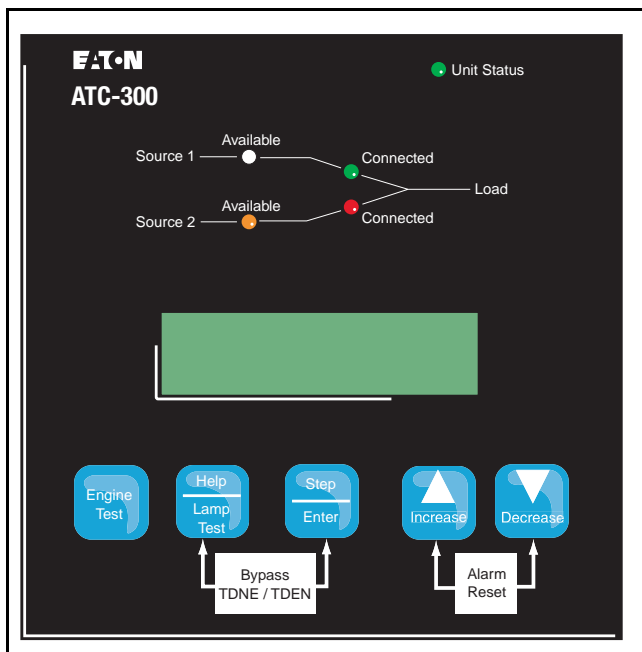 EATON
ATC-300
Unit Status
Available
Source 1
Connected
Load
Available
Source 2
Connected
Engine
Test
Help
Lamp
Test
Step
Enter
Increase
Decrease
Bypass
TDNE / TDEN
Alarm
Reset